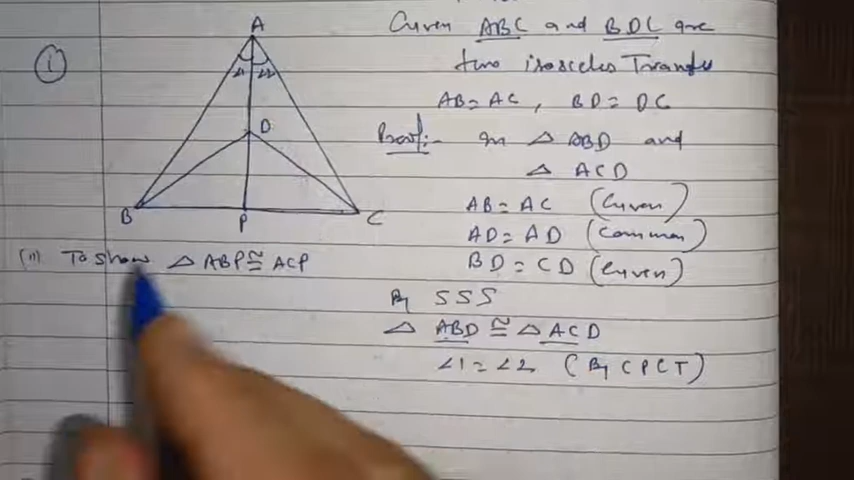 (i)
A
∠1 ∠2
D
B P C
(ii) To show △ ABP ≅ ACP
Given ABC and BDC are
two isosceles Triangles
AB = AC , BD = DC
Proof:- In △ ABD and
△ ACD
AB = AC (Given)
AD = AD (common)
BD = CD (Given)
By SSS
△ ABD ≅ △ ACD
∠1 = ∠2 (By CPCT)